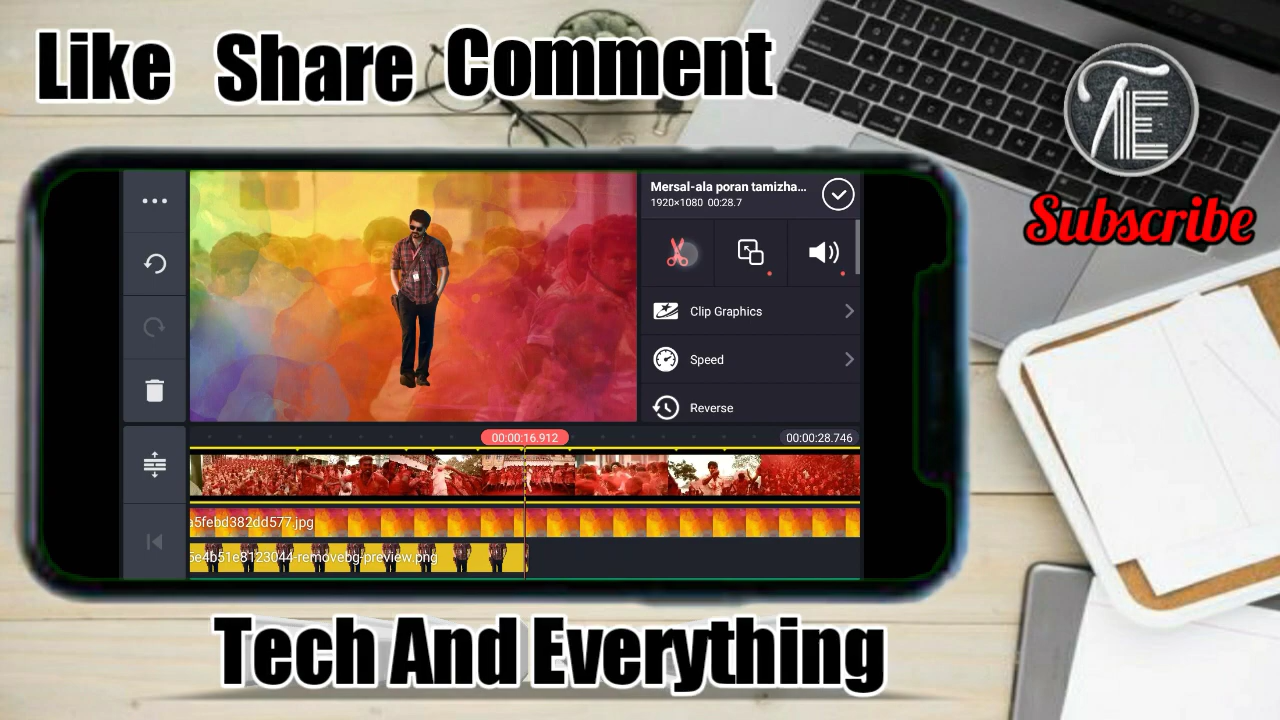 Like Share Comment
TE
Subscribe
Mersal-ala poran tamizha...
1920×1080 00:28.7
Clip Graphics
Speed
Reverse
00:00:16.912
00:00:28.746
a5febd382dd577.jpg
5e4b51e8123044-removebg-preview.png
Tech And Everything